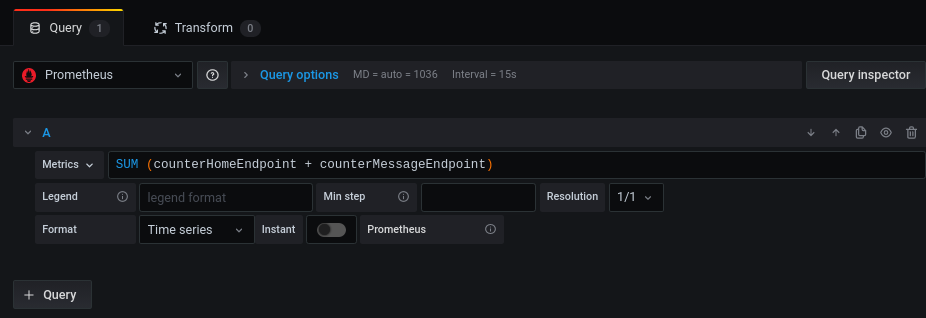 Query 1 Transform 0
Prometheus Query options MD = auto = 1036 Interval = 15s Query inspector
A
Metrics SUM (counterHomeEndpoint + counterMessageEndpoint)
Legend legend format Min step Resolution 1/1
Format Time series Instant Prometheus
+ Query